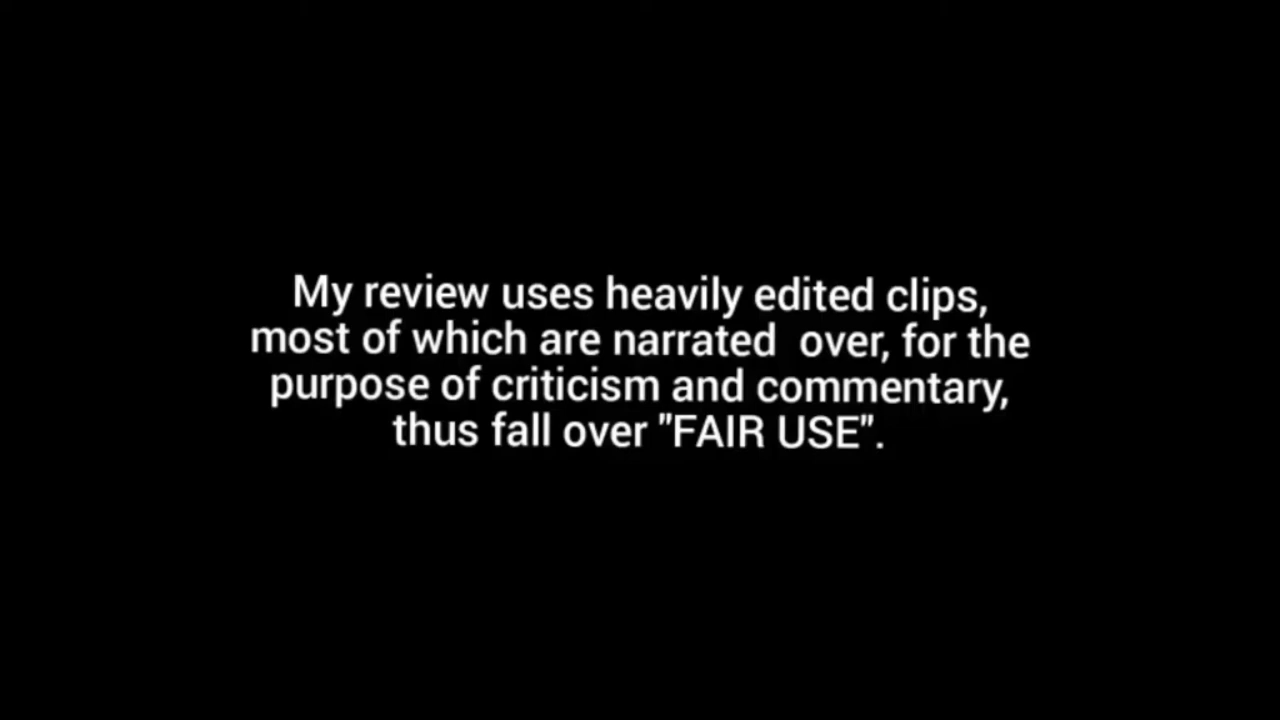 My review uses heavily edited clips,
most of which are narrated  over, for the
purpose of criticism and commentary,
thus fall over "FAIR USE".